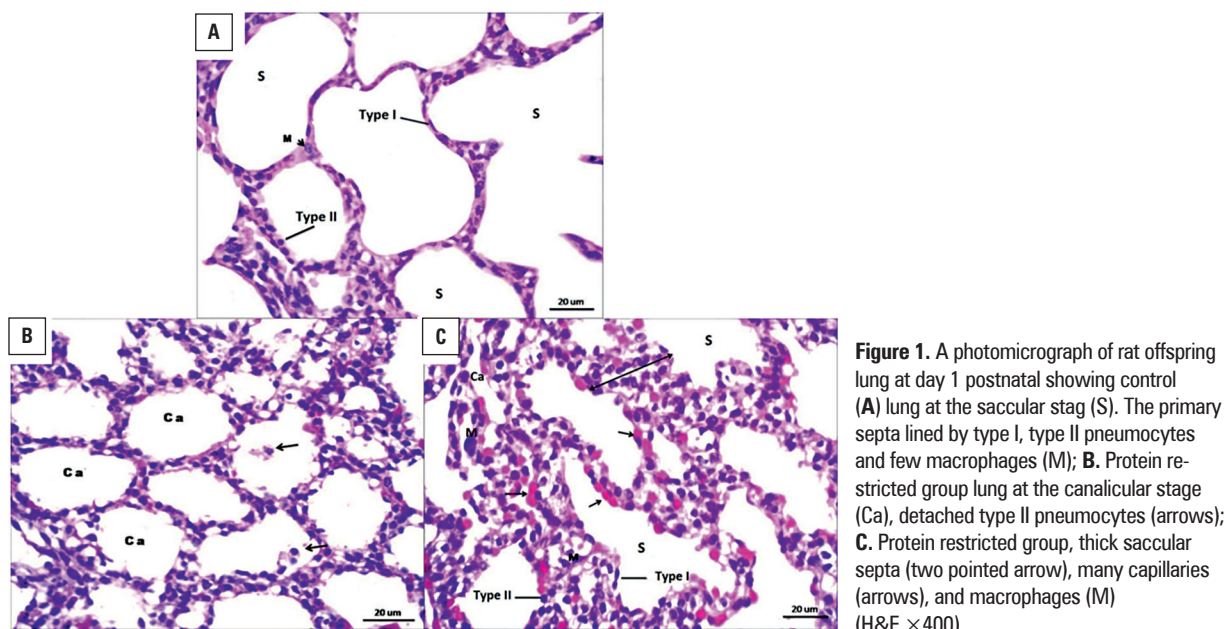 A
S
S
Type I
M
Type II
S
20 um
B
Ca
Ca
Ca
20 um
C
S
Ca
M
S
M
Type I
Type II
20 um
Figure 1. A photomicrograph of rat offspring
lung at day 1 postnatal showing control
(A) lung at the saccular stag (S). The primary
septa lined by type I, type II pneumocytes
and few macrophages (M); B. Protein re-
stricted group lung at the canalicular stage
(Ca), detached type II pneumocytes (arrows);
C. Protein restricted group, thick saccular
septa (two pointed arrow), many capillaries
(arrows), and macrophages (M)
(H&E ×400)